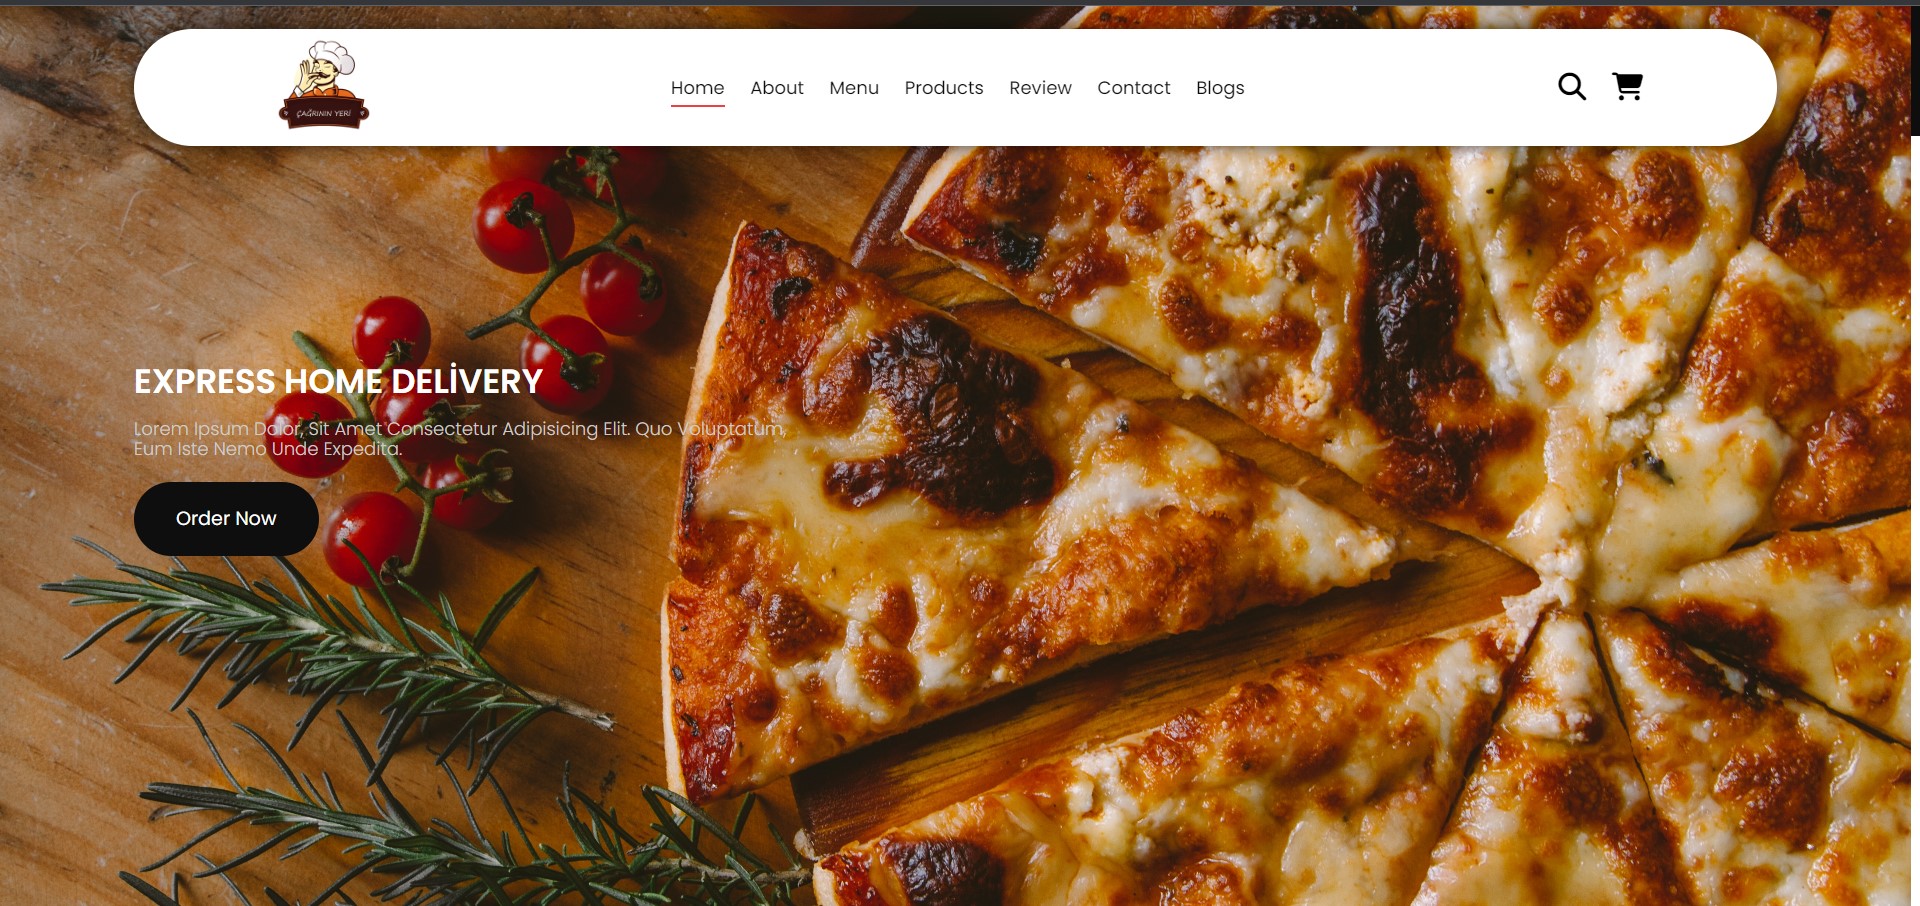 ÇAĞRININ YERİ
Home About Menu Products Review Contact Blogs
EXPRESS HOME DELİVERY
Lorem Ipsum Dolor, Sit Amet Consectetur Adipisicing Elit. Quo Voluptatum,
Eum Iste Nemo Unde Expedita.
Order Now